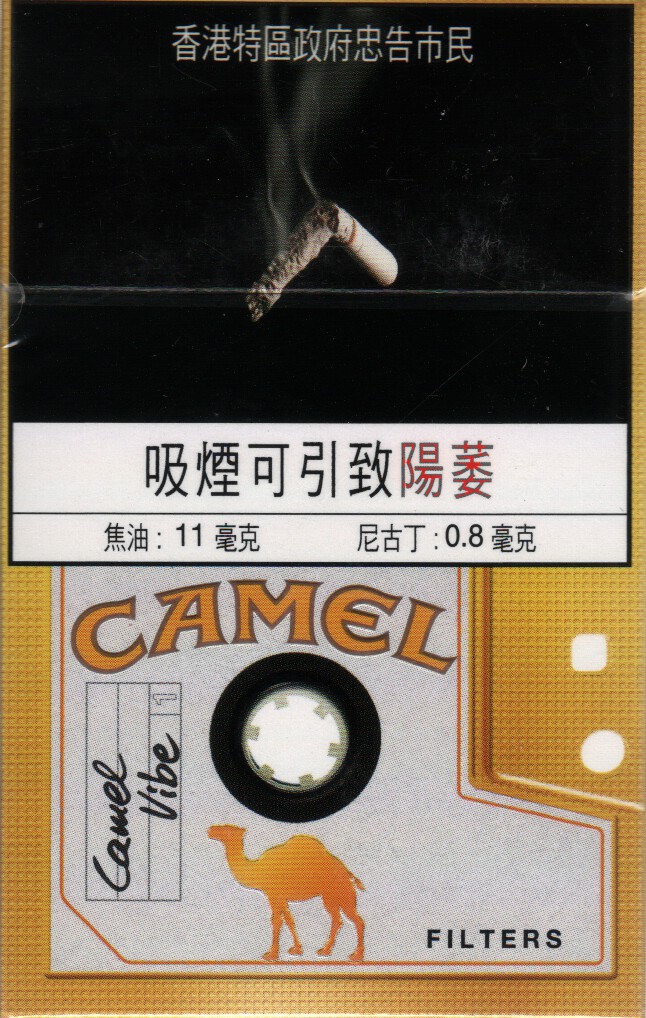 香港特區政府忠告市民
吸煙可引致陽萎
焦油: 11 毫克 尼古丁: 0.8 毫克
CAMEL
1
Camel
Vibe
FILTERS